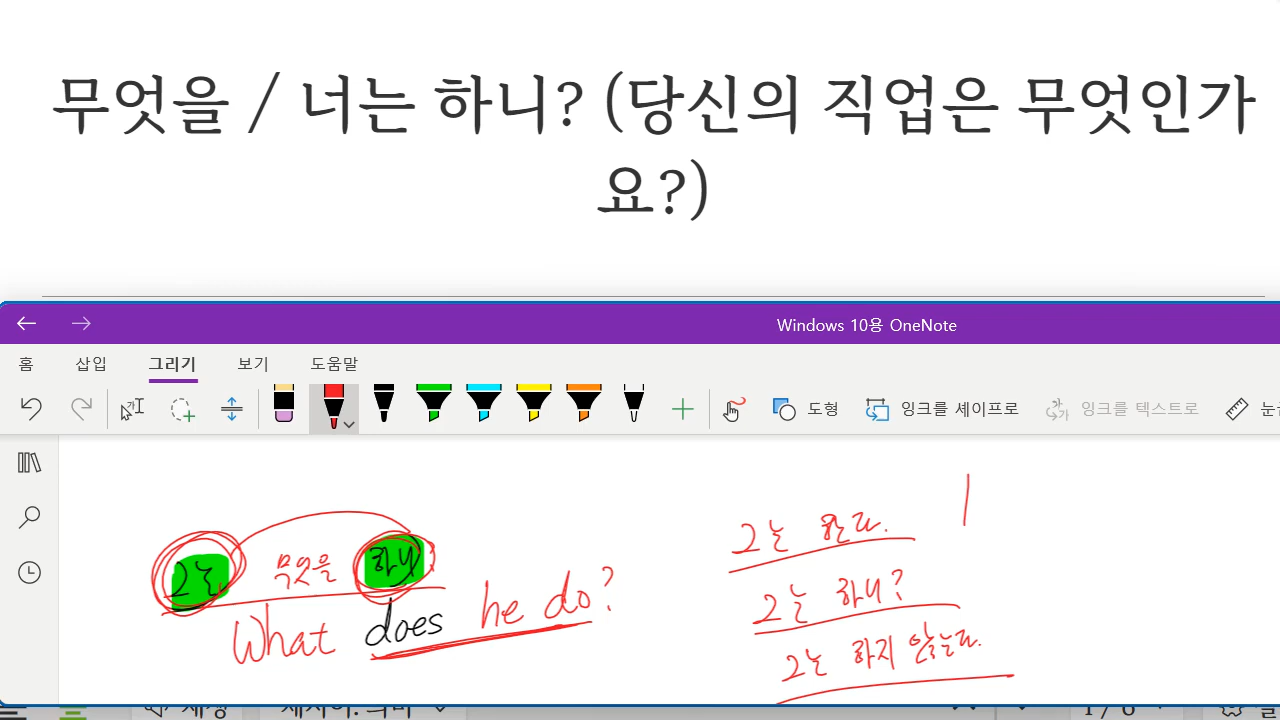 무엇을 / 너는 하니? (당신의 직업은 무엇인가
요?)
Windows 10용 OneNote
홈 삽입 그리기 보기 도움말
가 도형 잉크를 셰이프로 가 잉크를 텍스트로
그는 무엇을 하니
What does he do?
그는 한다.
그는 하니?
그는 하지 않는다.
1 / 6